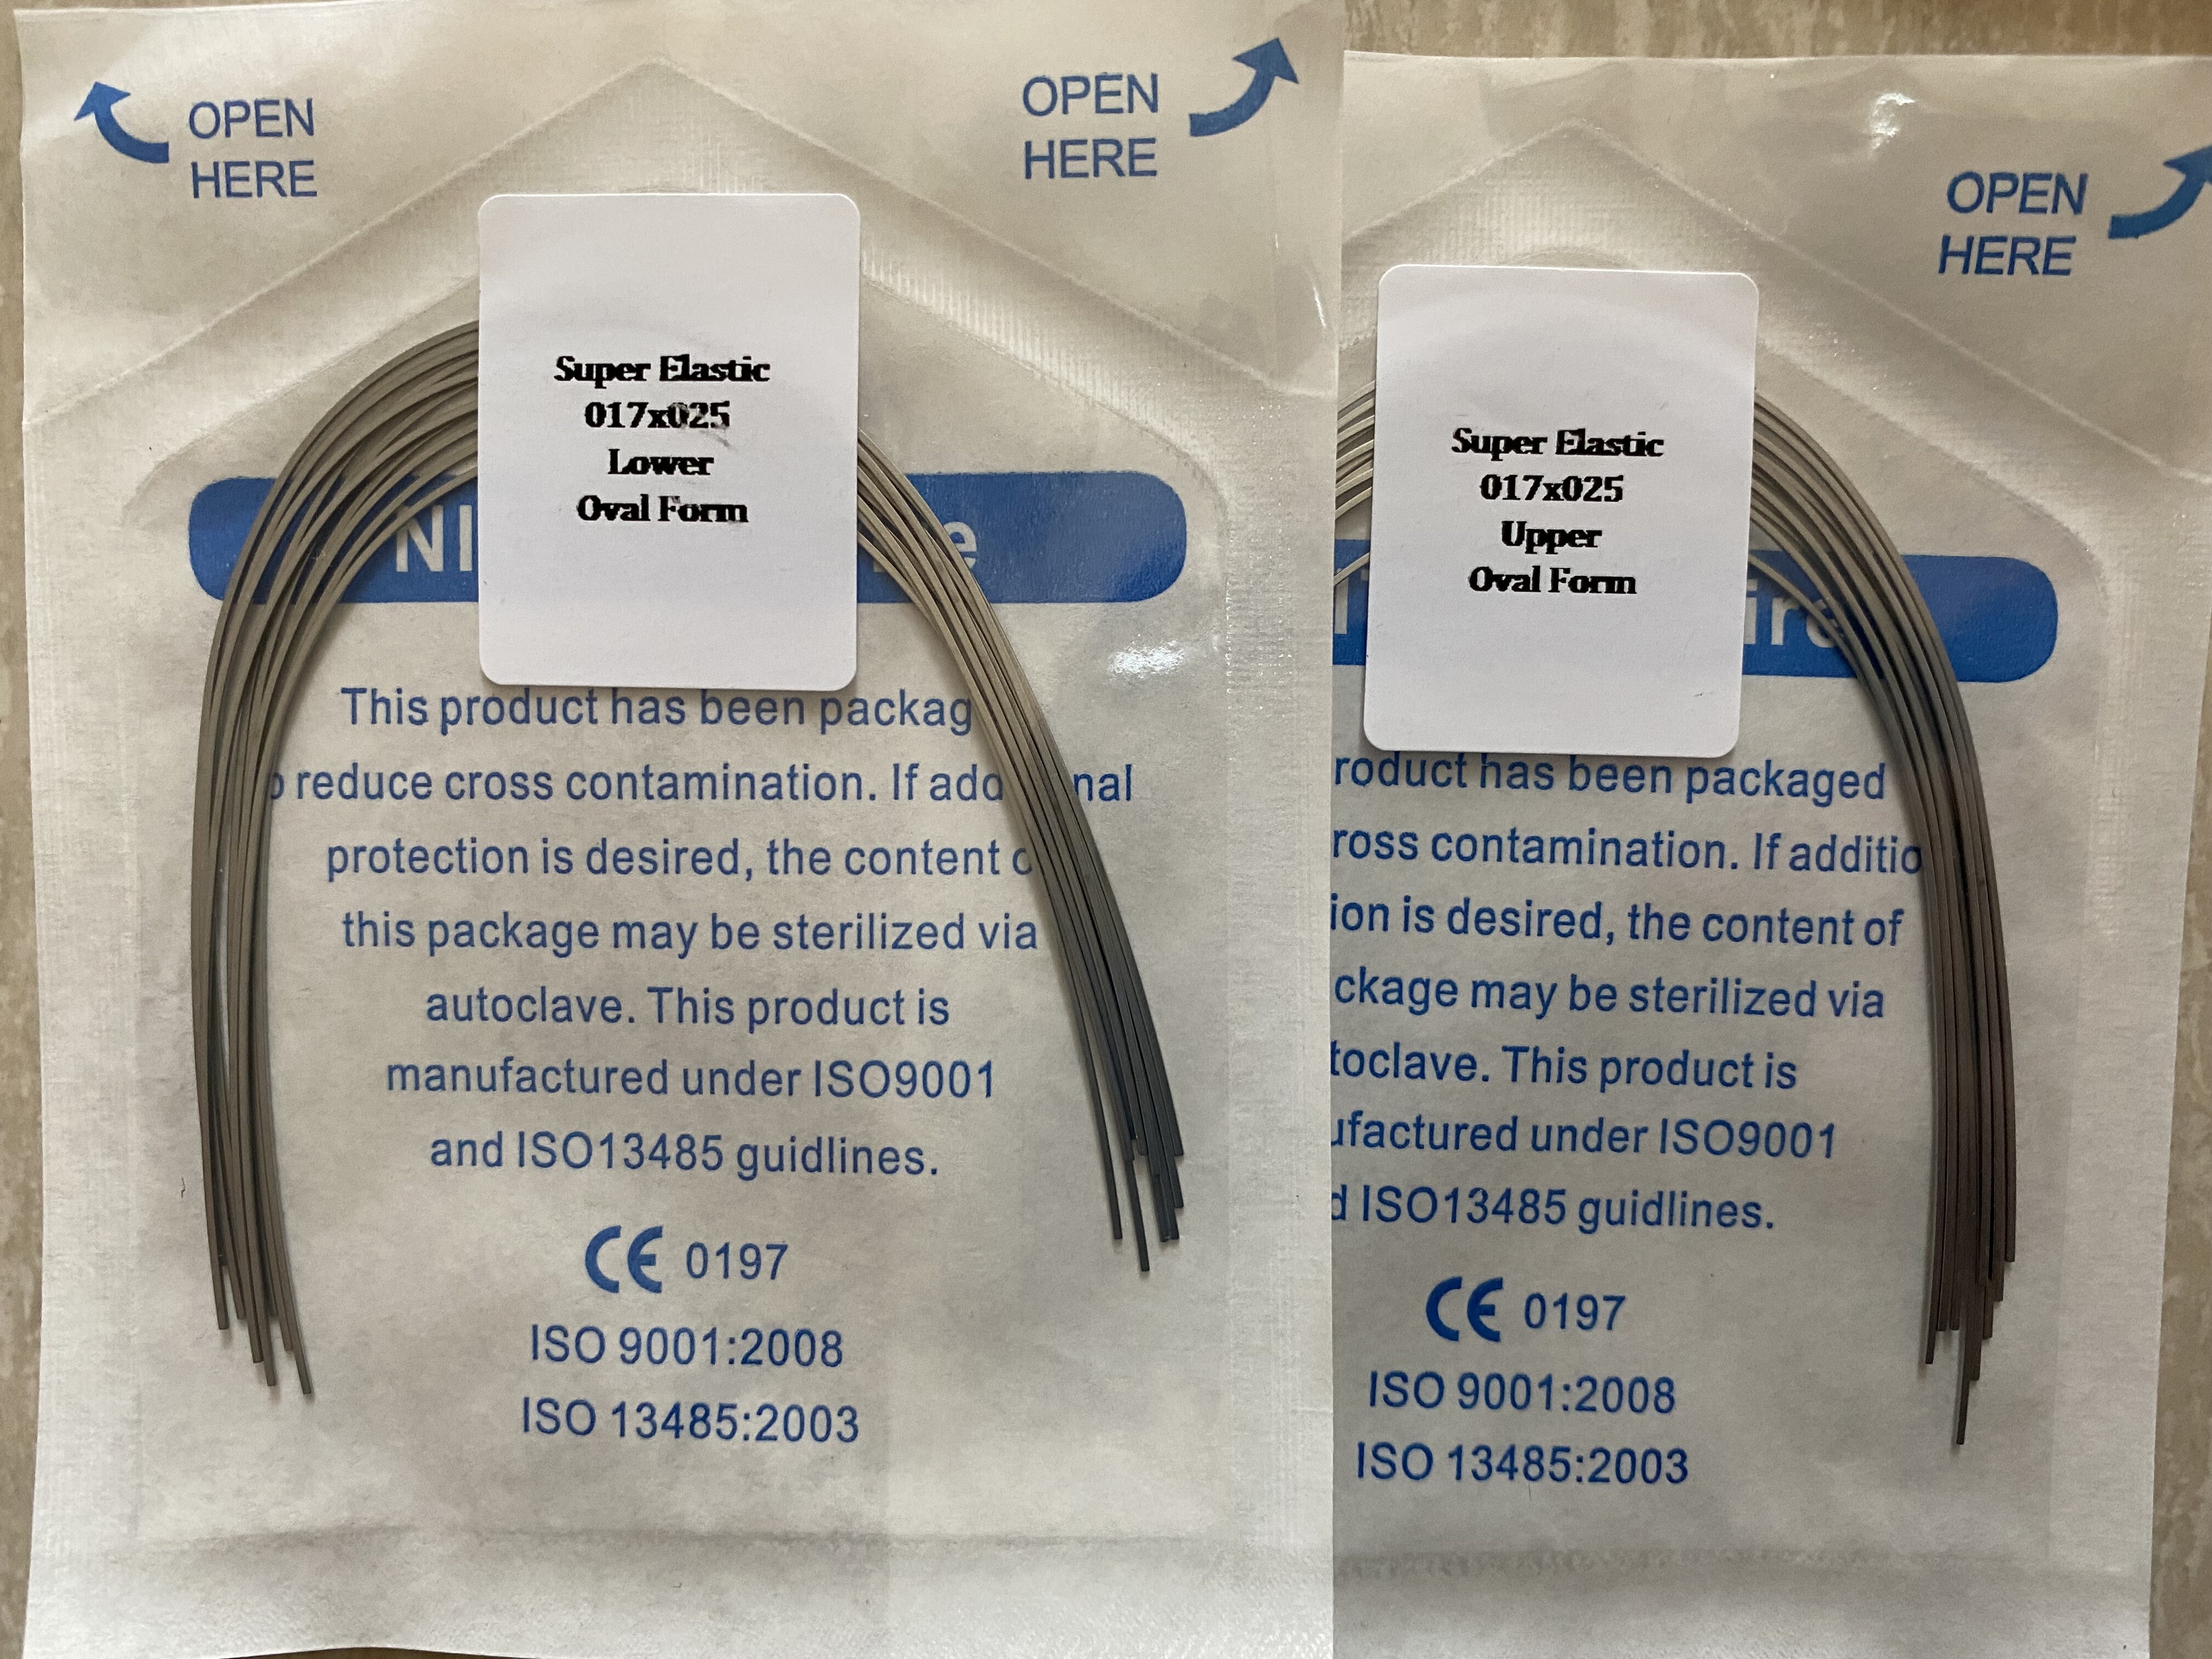 OPEN
HERE
OPEN
HERE
Super Elastic
017x025
Lower
Oval Form
This product has been packag
reduce cross contamination. If
protection is desired, the content
this package may be sterilized via
autoclave. This product is
manufactured under ISO9001
and ISO13485 guidlines.
CE 0197
ISO 9001:2008
ISO 13485:2003
OPEN
HERE
Super Elastic
017x025
Upper
Oval Form
roduct has been packaged
ross contamination. If additio
ion is desired, the content of
ckage may be sterilized via
toclave. This product is
ufactured under ISO9001
ISO13485 guidlines.
CE 0197
ISO 9001:2008
ISO 13485:2003